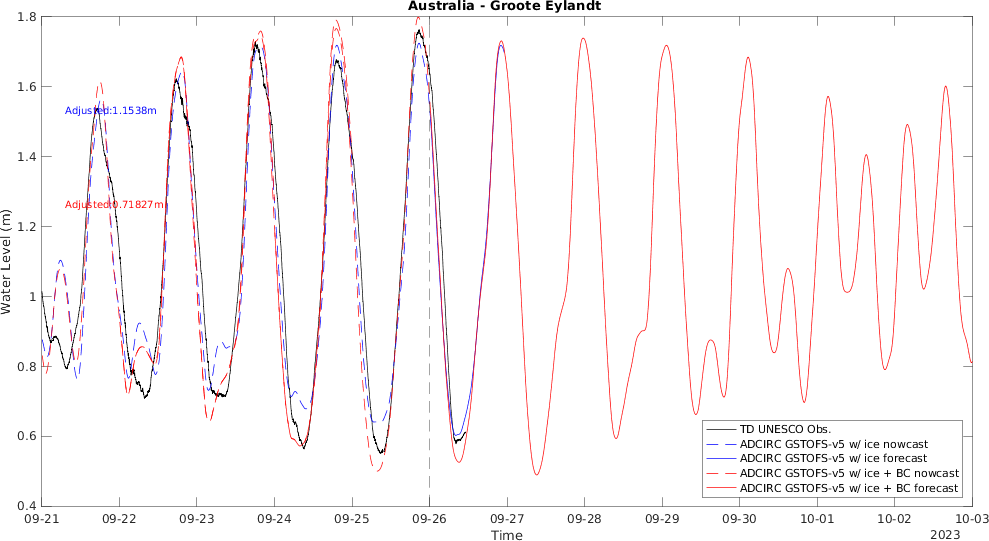 Australia - Groote Eylandt
1.8
1.6
1.4
1.2
1
0.8
0.6
0.4
Water Level (m)
Adjusted:1.1538m
Adjusted:0.71827m
TD UNESCO Obs.
ADCIRC GSTOFS-v5 w/ ice nowcast
ADCIRC GSTOFS-v5 w/ ice forecast
ADCIRC GSTOFS-v5 w/ ice + BC nowcast
ADCIRC GSTOFS-v5 w/ ice + BC forecast
09-21 09-22 09-23 09-24 09-25 09-26 09-27 09-28 09-29 09-30 10-01 10-02 10-03
Time
2023